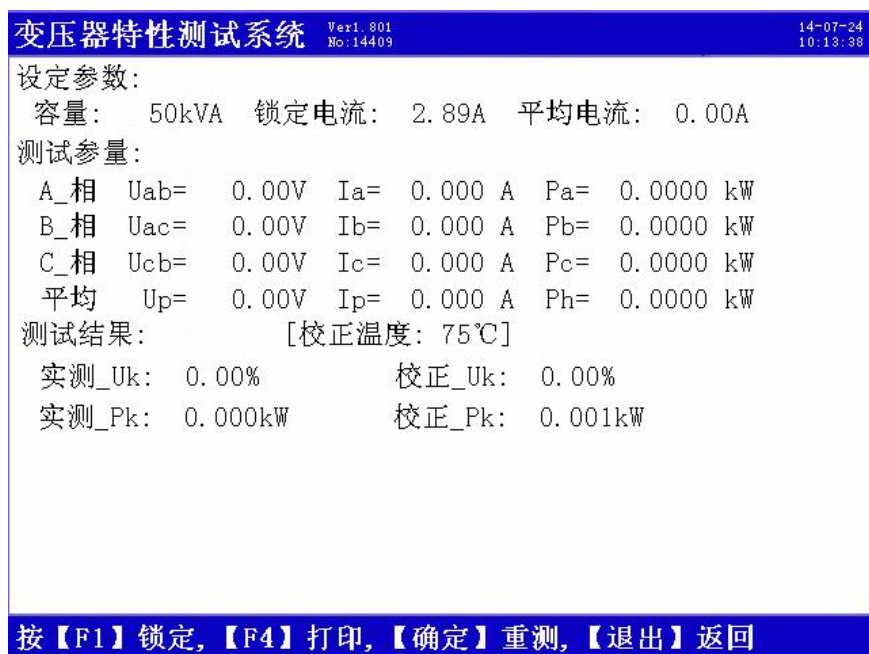 变压器特性测试系统 Ver1.801 14-07-24
No:14409 10:13:38
设定参数:
容量: 50kVA 锁定电流: 2.89A 平均电流: 0.00A
测试参量:
A_相 Uab= 0.00V Ia= 0.000 A Pa= 0.0000 kW
B_相 Uac= 0.00V Ib= 0.000 A Pb= 0.0000 kW
C_相 Ucb= 0.00V Ic= 0.000 A Pc= 0.0000 kW
平均 Up= 0.00V Ip= 0.000 A Ph= 0.0000 kW
测试结果: [校正温度: 75℃]
实测_Uk: 0.00% 校正_Uk: 0.00%
实测_Pk: 0.000kW 校正_Pk: 0.001kW
按【F1】锁定,【F4】打印,【确定】重测,【退出】返回